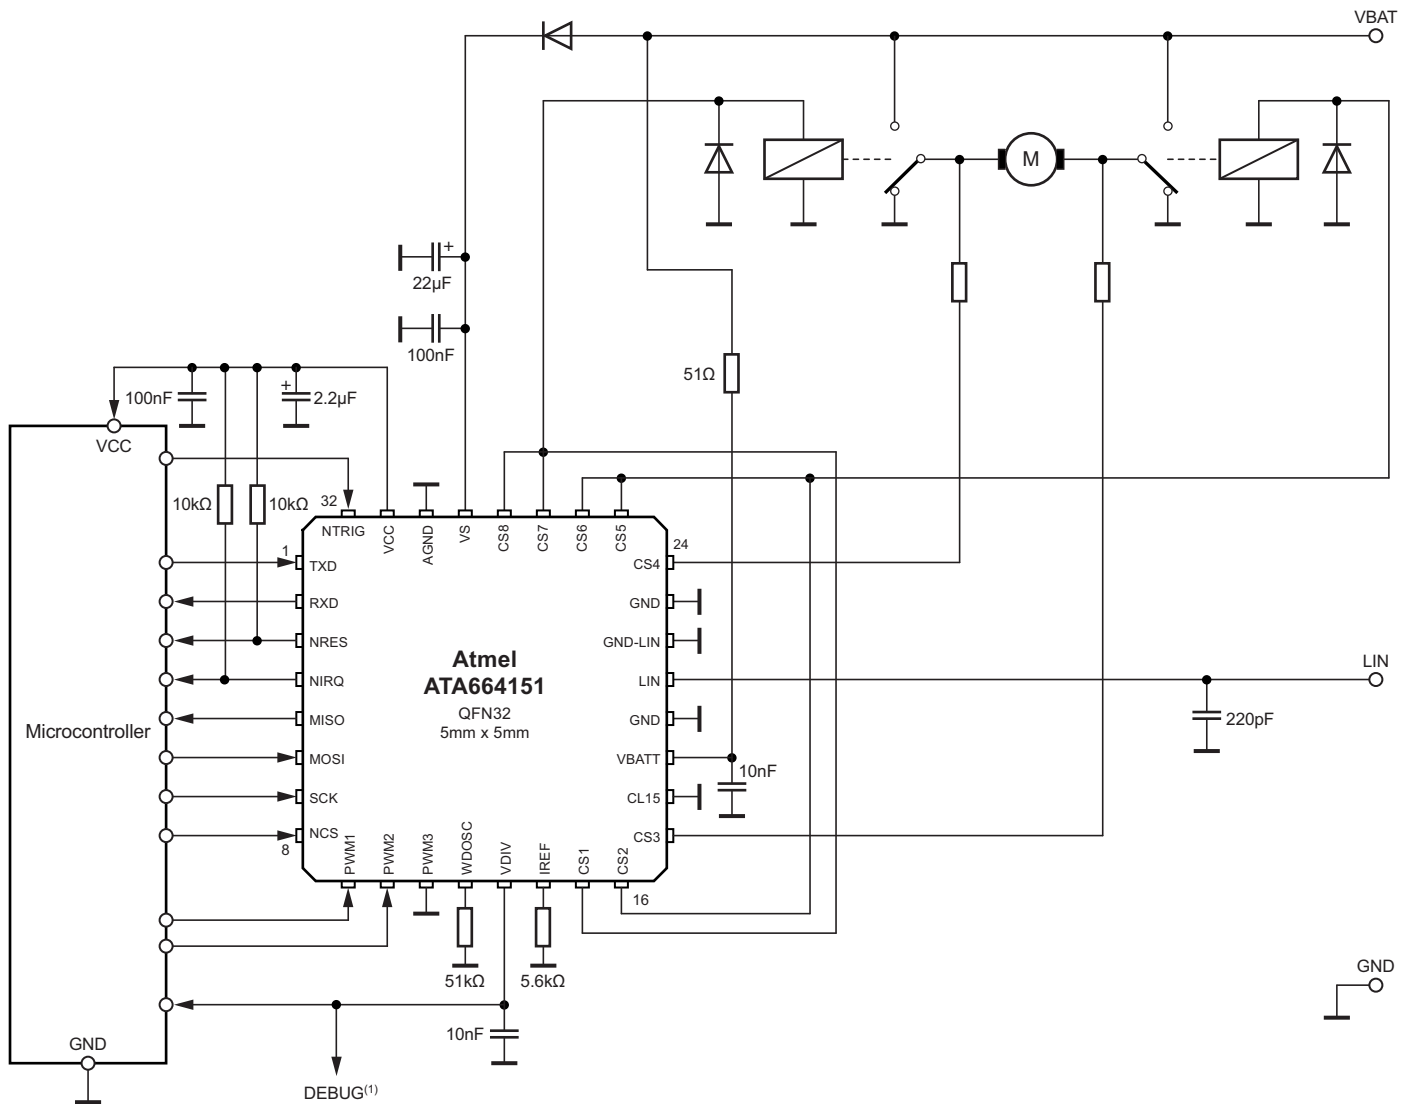 VBAT
M
+
22µF
100nF
51Ω
100nF
+
2.2µF
VCC
10kΩ
10kΩ
32
NTRIG
VCC
AGND
VS
CS8
CS7
CS6
CS5
24
1
TXD
RXD
NRES
NIRQ
MISO
MOSI
SCK
NCS
8
CS4
GND
GND-LIN
LIN
GND
VBATT
CL15
CS3
Atmel
ATA664151
QFN32
5mm x 5mm
Microcontroller
LIN
220pF
10nF
PWM1
PWM2
PWM3
WDOSC
VDIV
IREF
CS1
CS2
16
51kΩ
5.6kΩ
10nF
GND
GND
DEBUG(1)